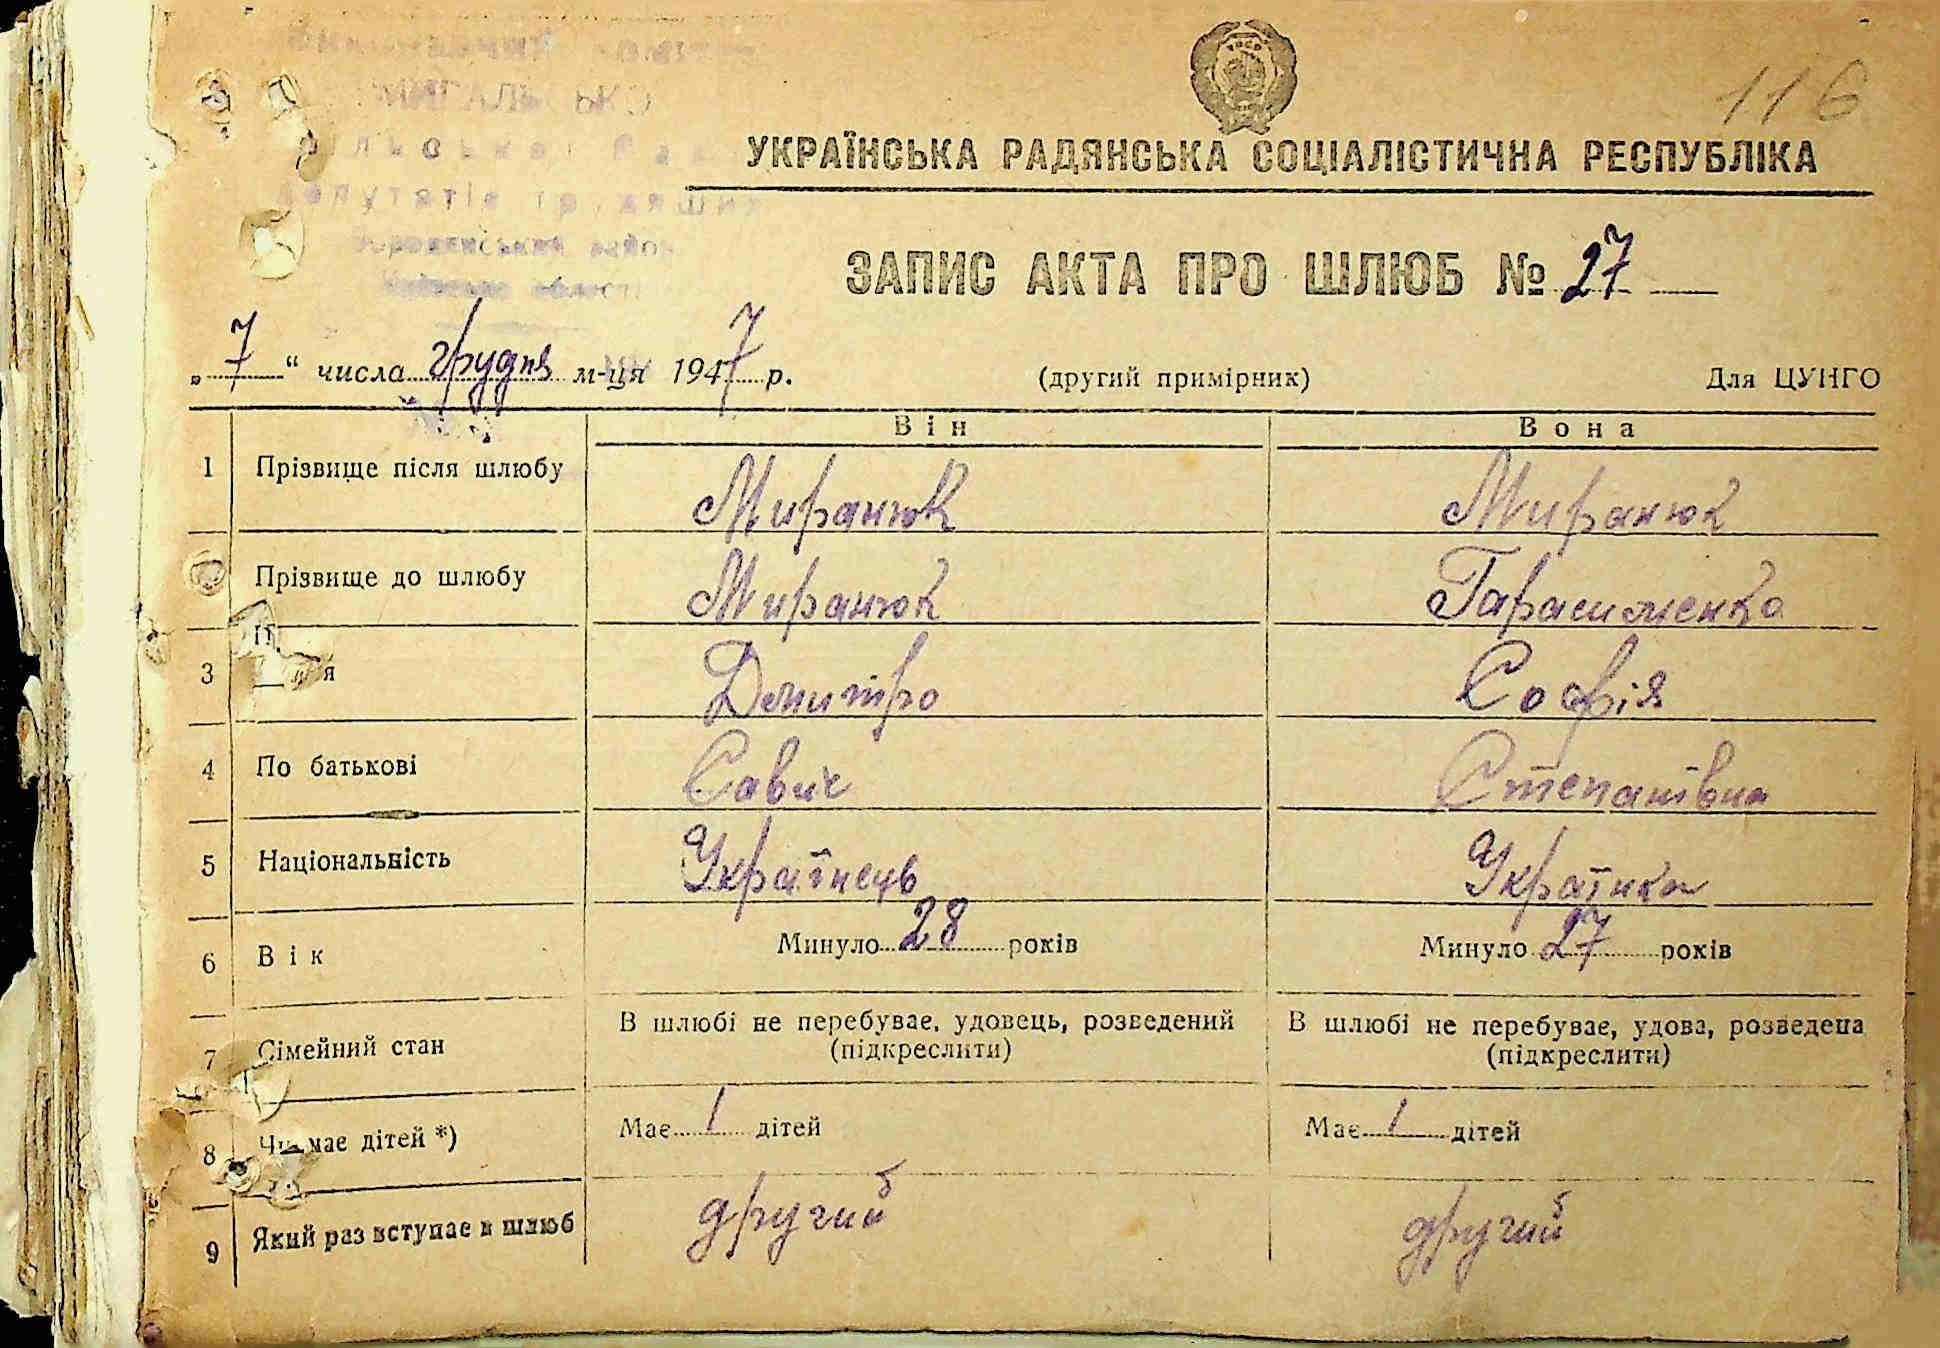 116
УКРАЇНСЬКА РАДЯНСЬКА СОЦІАЛІСТИЧНА РЕСПУБЛІКА
ЗАПИС АКТА ПРО ШЛЮБ № 27
„ 7 “ числа грудня м-ця 1947 р. (другий примірник) Для ЦУНГО
Він Вона
1 Прізвище після шлюбу Миранюк Миранюк
Прізвище до шлюбу Миранюк Гарасименко
3 Дмитро Софія
4 По батькові Савич Степанівна
5 Національність Українець Українка
6 Вік Минуло 28 років Минуло 27 років
7 Сімейний стан В шлюбі не перебуває, удовець, розведений В шлюбі не перебуває, удова, розведена
(підкреслити) (підкреслити)
8 Чи має дітей *) Має 1 дітей Має 1 дітей
9 Який раз вступає в шлюб другий другий